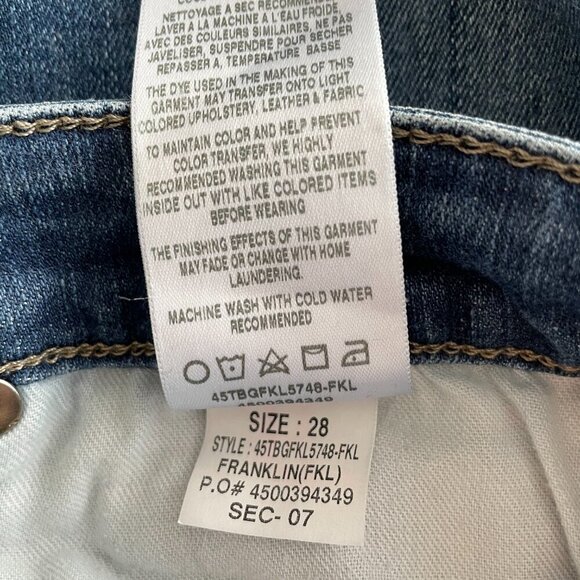 NETTOYAGE A SEC RECOMM
LAVER A LA MACHINE A L'EAU FROIDE
AVEC DES COULEURS SIMILAIRES, NE PAS
JAVELISER, SUSPENDRE POUR SECHER
REPASSER A, TEMPERATURE BASSE
THE DYE USED IN THE MAKING OF THIS
GARMENT MAY TRANSFER ONTO LIGHT
COLORED UPHOLSTERY, LEATHER & FABRIC
TO MAINTAIN COLOR AND HELP PREVENT
COLOR TRANSFER, WE HIGHLY
RECOMMENDED WASHING THIS GARMENT
INSIDE OUT WITH LIKE COLORED ITEMS
BEFORE WEARING
THE FINISHING EFFECTS OF THIS GARMENT
MAY FADE OR CHANGE WITH HOME
LAUNDERING.
MACHINE WASH WITH COLD WATER
RECOMMENDED
45TBGFKL5748-FKL
4500394349
SIZE : 28
STYLE : 45TBGFKL5748-FKL
FRANKLIN(FKL)
P.O# 4500394349
SEC- 07